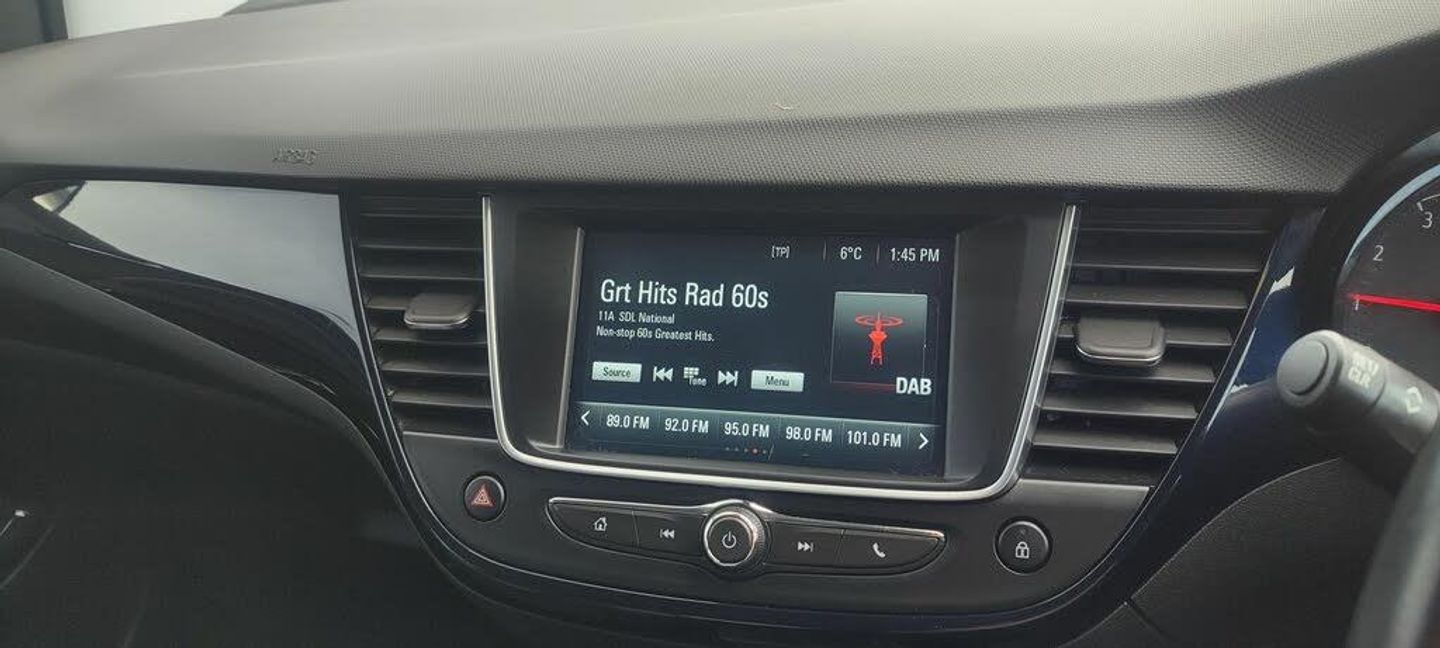 AIRBAG
[TP] 6°C 1:45 PM
Grt Hits Rad 60s
11A SDL National
Non-stop 60s Greatest Hits.
Source Tune Menu
DAB
89.0 FM 92.0 FM 95.0 FM 98.0 FM 101.0 FM
3
2
1